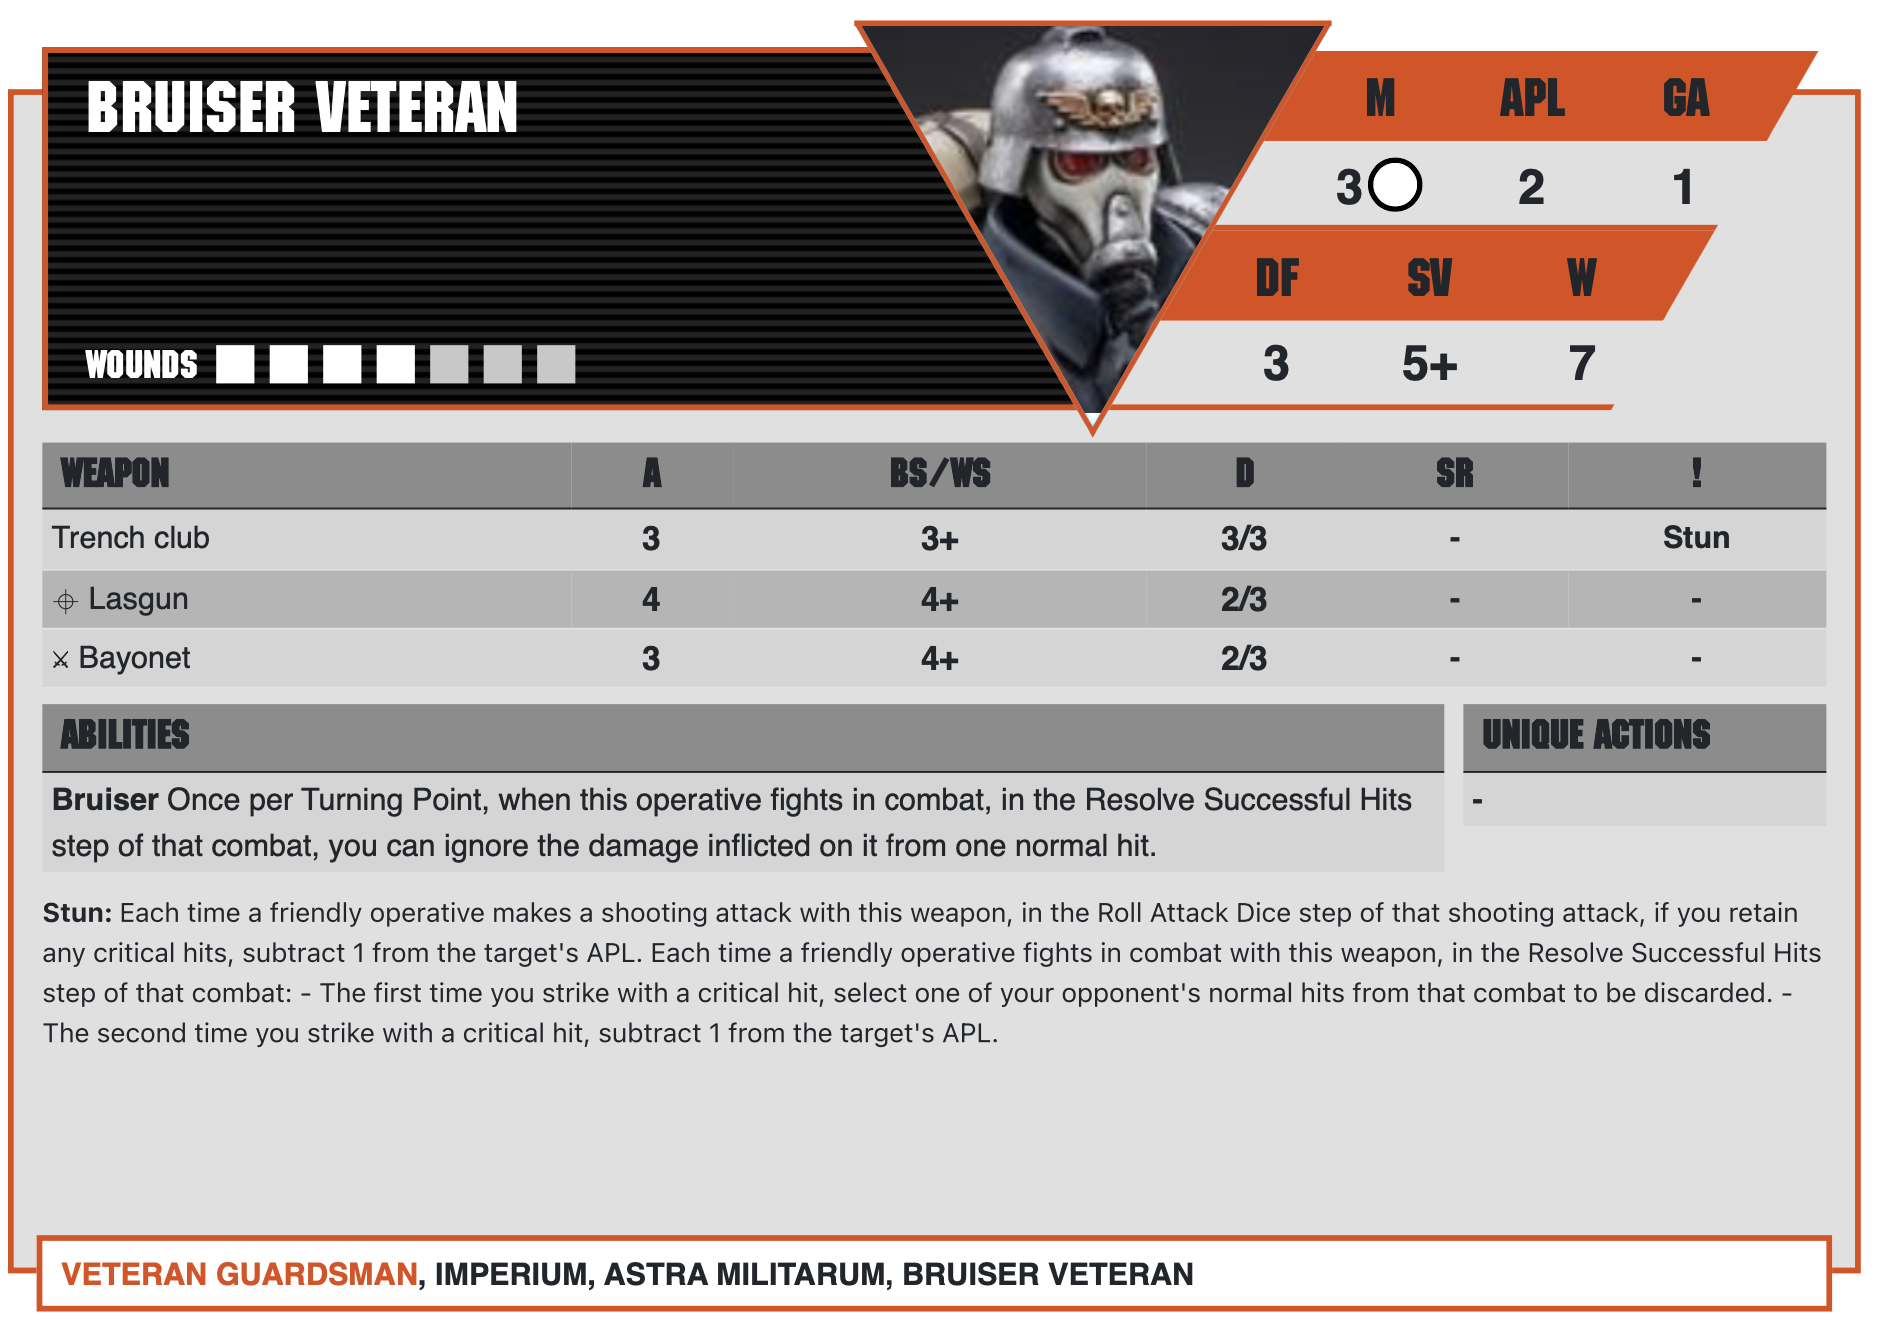 BRUISER VETERAN
M APL GA
3 2 1
DF SV W
3 5+ 7
WOUNDS
WEAPON A BS/WS D SR !
Trench club 3 3+ 3/3 - Stun
Lasgun 4 4+ 2/3 - -
Bayonet 3 4+ 2/3 - -
ABILITIES
Bruiser Once per Turning Point, when this operative fights in combat, in the Resolve Successful Hits
step of that combat, you can ignore the damage inflicted on it from one normal hit.
UNIQUE ACTIONS
-
Stun: Each time a friendly operative makes a shooting attack with this weapon, in the Roll Attack Dice step of that shooting attack, if you retain
any critical hits, subtract 1 from the target's APL. Each time a friendly operative fights in combat with this weapon, in the Resolve Successful Hits
step of that combat: - The first time you strike with a critical hit, select one of your opponent's normal hits from that combat to be discarded. -
The second time you strike with a critical hit, subtract 1 from the target's APL.
VETERAN GUARDSMAN, IMPERIUM, ASTRA MILITARUM, BRUISER VETERAN